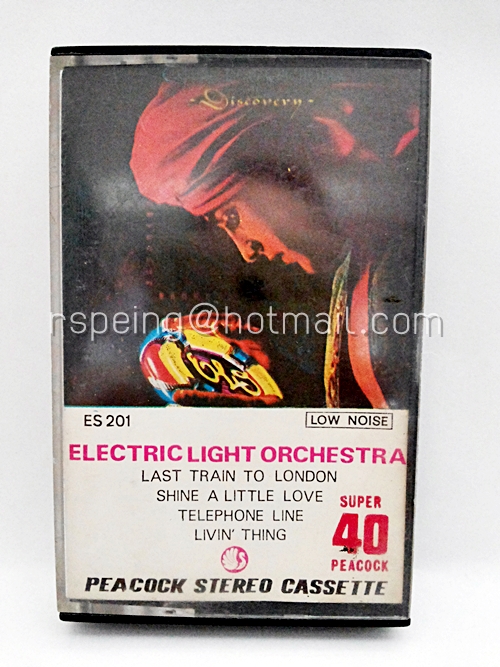 -Discovery-
rspeing@hotmail.com
ES 201
LOW NOISE
ELECTRIC LIGHT ORCHESTRA
LAST TRAIN TO LONDON
SHINE A LITTLE LOVE
TELEPHONE LINE
LIVIN' THING
SUPER
40
PEACOCK
PEACOCK STEREO CASSETTE